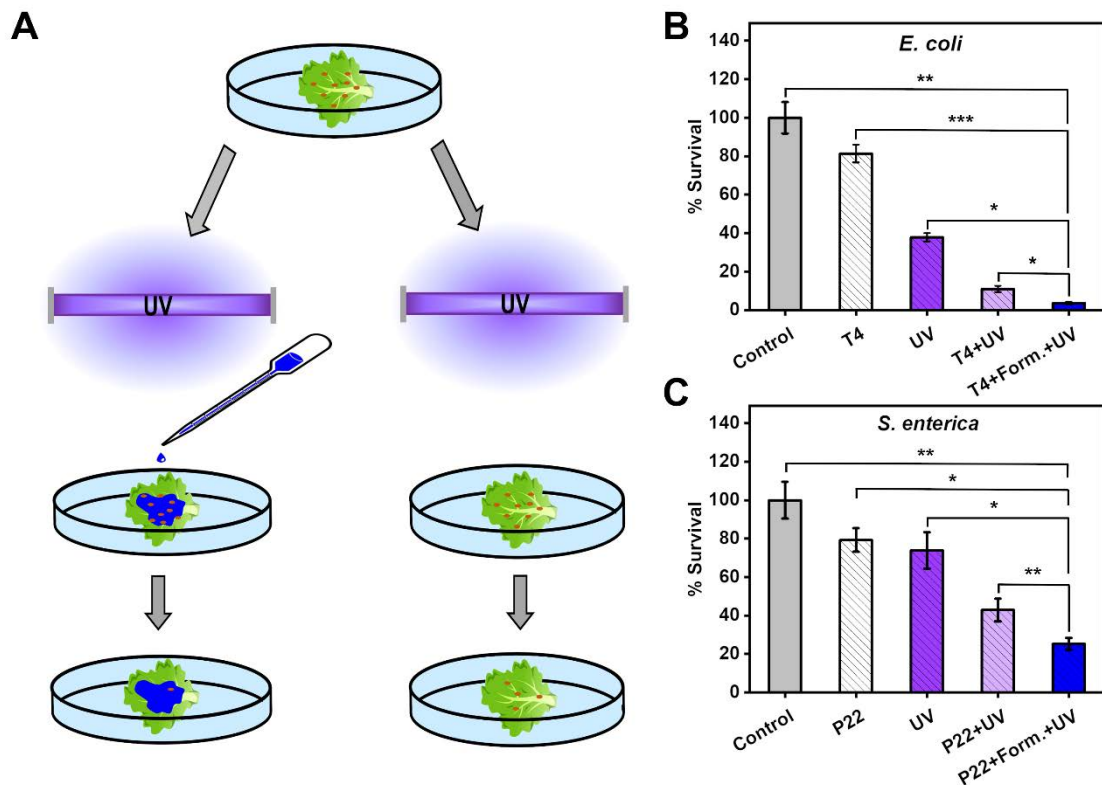 A
UV
UV
B
E. coli
% Survival
140
120
100
80
60
40
20
0
**
***
*
*
Control
T4
UV
T4+UV
T4+Form.+UV
C
S. enterica
% Survival
140
120
100
80
60
40
20
0
**
*
*
**
Control
P22
UV
P22+UV
P22+Form.+UV